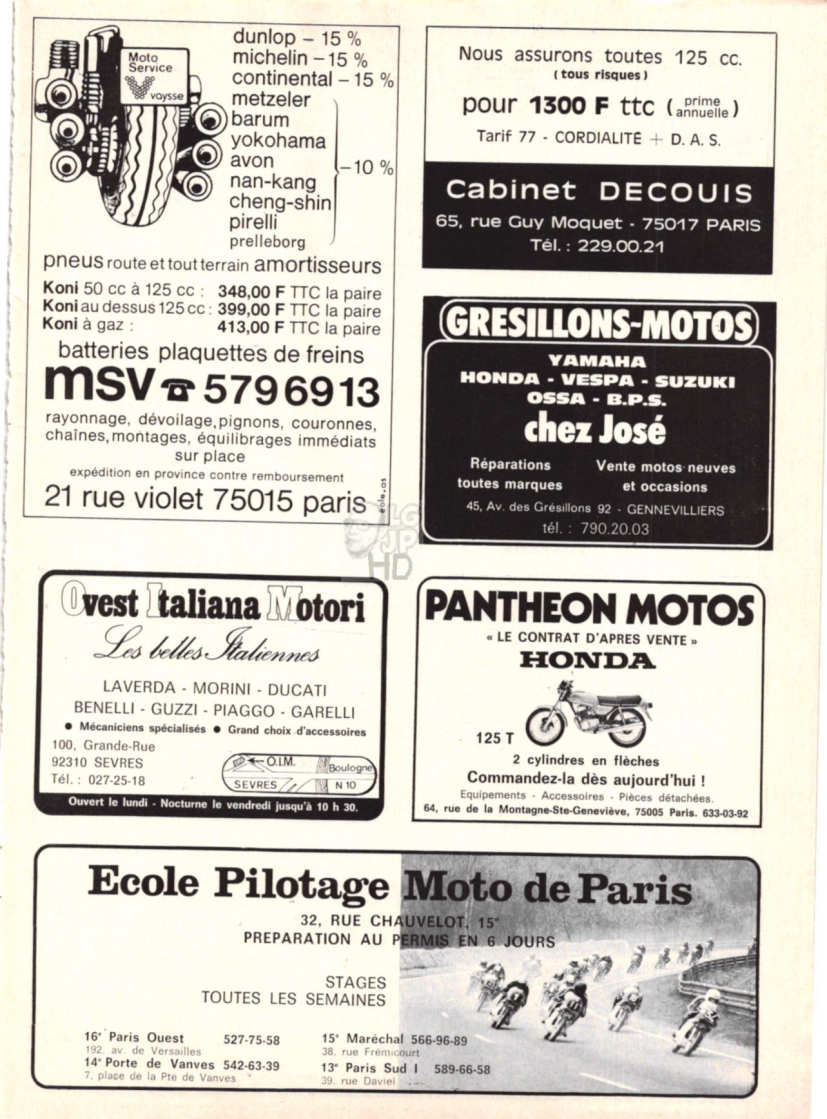 Moto
Service
Vaysse
dunlop – 15 %
michelin – 15 %
continental – 15 %
metzeler
barum
yokohama
avon
nan-kang
cheng-shin
pirelli
prelleborg
– 10 %
pneus route et tout terrain amortisseurs
Koni 50 cc à 125 cc : 348,00 F TTC la paire
Koni au dessus 125 cc : 399,00 F TTC la paire
Koni à gaz : 413,00 F TTC la paire
batteries plaquettes de freins
msv ☎ 579 69 13
rayonnage, dévoilage, pignons, couronnes,
chaînes, montages, équilibrages immédiats
sur place
expédition en province contre remboursement
21 rue violet 75015 paris
Nous assurons toutes 125 cc.
(tous risques)
pour 1300 F ttc (prime annuelle)
Tarif 77 - CORDIALITÉ + D. A. S.
Cabinet DECOUIS
65, rue Guy Moquet - 75017 PARIS
Tél. : 229.00.21
GRESILLONS-MOTOS
YAMAHA
HONDA - VESPA - SUZUKI
OSSA - B.P.S.
chez José
Réparations
toutes marques
Vente motos neuves
et occasions
45, Av. des Grésillons 92 - GENNEVILLIERS
tél. : 790.20.03
LG
JP
HD
Ovest Italiana Motori
Les belles Italiennes
LAVERDA - MORINI - DUCATI
BENELLI - GUZZI - PIAGGO - GARELLI
● Mécaniciens spécialisés ● Grand choix d'accessoires
100, Grande-Rue
92310 SEVRES
Tél. : 027-25-18
O.I.M.
Boulogne
SEVRES
N 10
Ouvert le lundi - Nocturne le vendredi jusqu'à 10 h 30.
PANTHEON MOTOS
« LE CONTRAT D'APRES VENTE »
HONDA
125 T
2 cylindres en flèches
Commandez-la dès aujourd'hui !
Equipements - Accessoires - Pièces détachées.
64, rue de la Montagne-Ste-Geneviève, 75005 Paris. 633-03-92
Ecole Pilotage Moto de Paris
32, RUE CHAUVELOT, 15e
PREPARATION AU PERMIS EN 6 JOURS
STAGES
TOUTES LES SEMAINES
16e Paris Ouest 527-75-58
192, av. de Versailles
14e Porte de Vanves 542-63-39
7, place de la Pte de Vanves
15e Maréchal 566-96-89
38, rue Frémicourt
13e Paris Sud I 589-66-58
39, rue Daviel